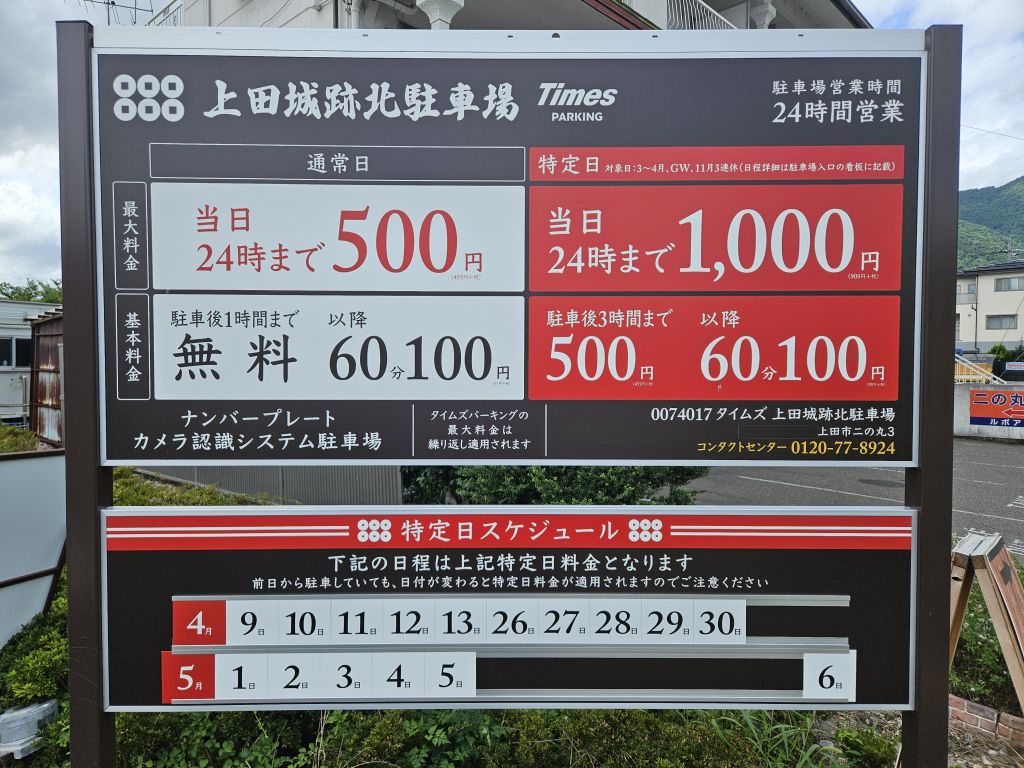 上田城跡北駐車場 Times PARKING
駐車場営業時間
24時間営業
通常日
特定日 対象日:3～4月、GW、11月3連休(日程詳細は駐車場入口の看板に記載)
最大料金
当日
24時まで 500円
(455円+税)
当日
24時まで 1,000円
(909円+税)
基本料金
駐車後1時間まで 以降
無料 60分100円
駐車後3時間まで 以降
500円 60分100円
ナンバープレート
カメラ認識システム駐車場
タイムズパーキングの
最大料金は
繰り返し適用されます
0074017 タイムズ 上田城跡北駐車場
上田市二の丸3
コンタクトセンター 0120-77-8924
特定日スケジュール
下記の日程は上記特定日料金となります
前日から駐車していても、日付が変わると特定日料金が適用されますのでご注意ください
4月 9日 10日 11日 12日 13日 26日 27日 28日 29日 30日
5月 1日 2日 3日 4日 5日 6日
二の丸
ルポア